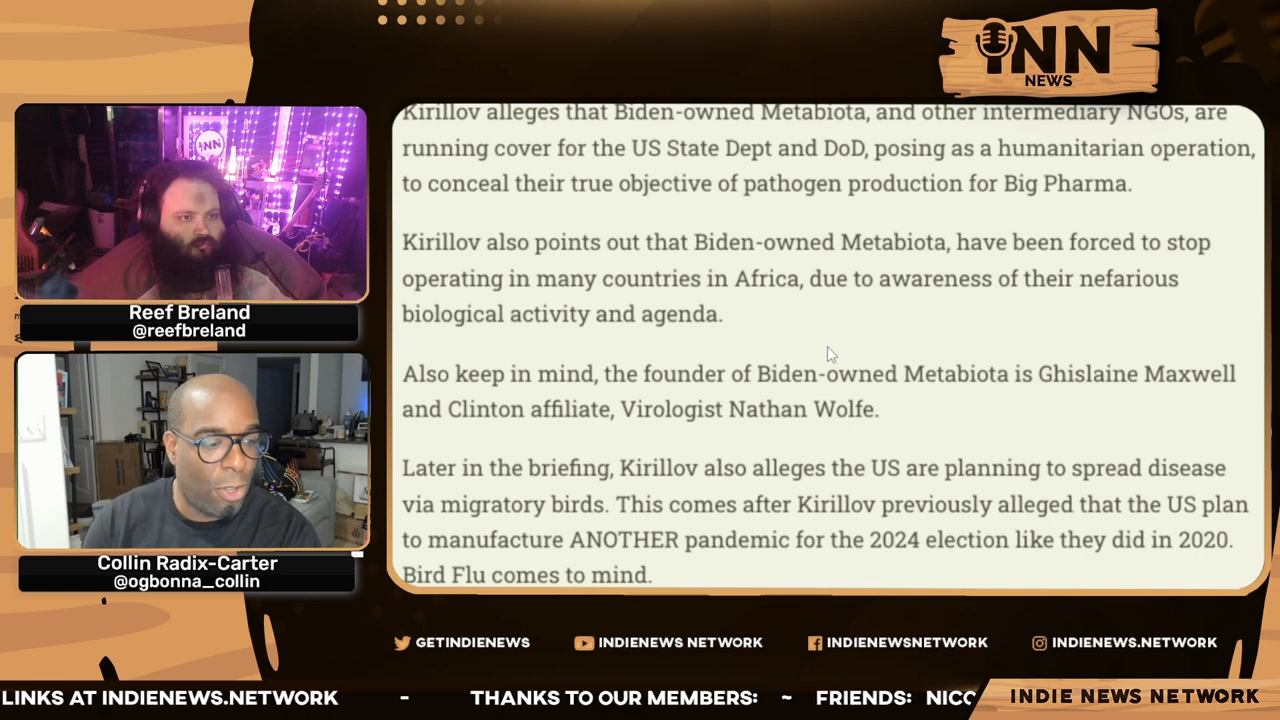 INN
NEWS
Kirillov alleges that Biden-owned Metabiota, and other intermediary NGOs, are
running cover for the US State Dept and DoD, posing as a humanitarian operation,
to conceal their true objective of pathogen production for Big Pharma.
Kirillov also points out that Biden-owned Metabiota, have been forced to stop
operating in many countries in Africa, due to awareness of their nefarious
biological activity and agenda.
Also keep in mind, the founder of Biden-owned Metabiota is Ghislaine Maxwell
and Clinton affiliate, Virologist Nathan Wolfe.
Later in the briefing, Kirillov also alleges the US are planning to spread disease
via migratory birds. This comes after Kirillov previously alleged that the US plan
to manufacture ANOTHER pandemic for the 2024 election like they did in 2020.
Bird Flu comes to mind.
INN
Reef Breland
@reefbreland
Collin Radix-Carter
@ogbonna_collin
GETINDIENEWS
INDIENEWS NETWORK
INDIENEWSNETWORK
INDIENEWS.NETWORK
LINKS AT INDIENEWS.NETWORK - THANKS TO OUR MEMBERS: ~ FRIENDS: NICC
INDIE NEWS NETWORK